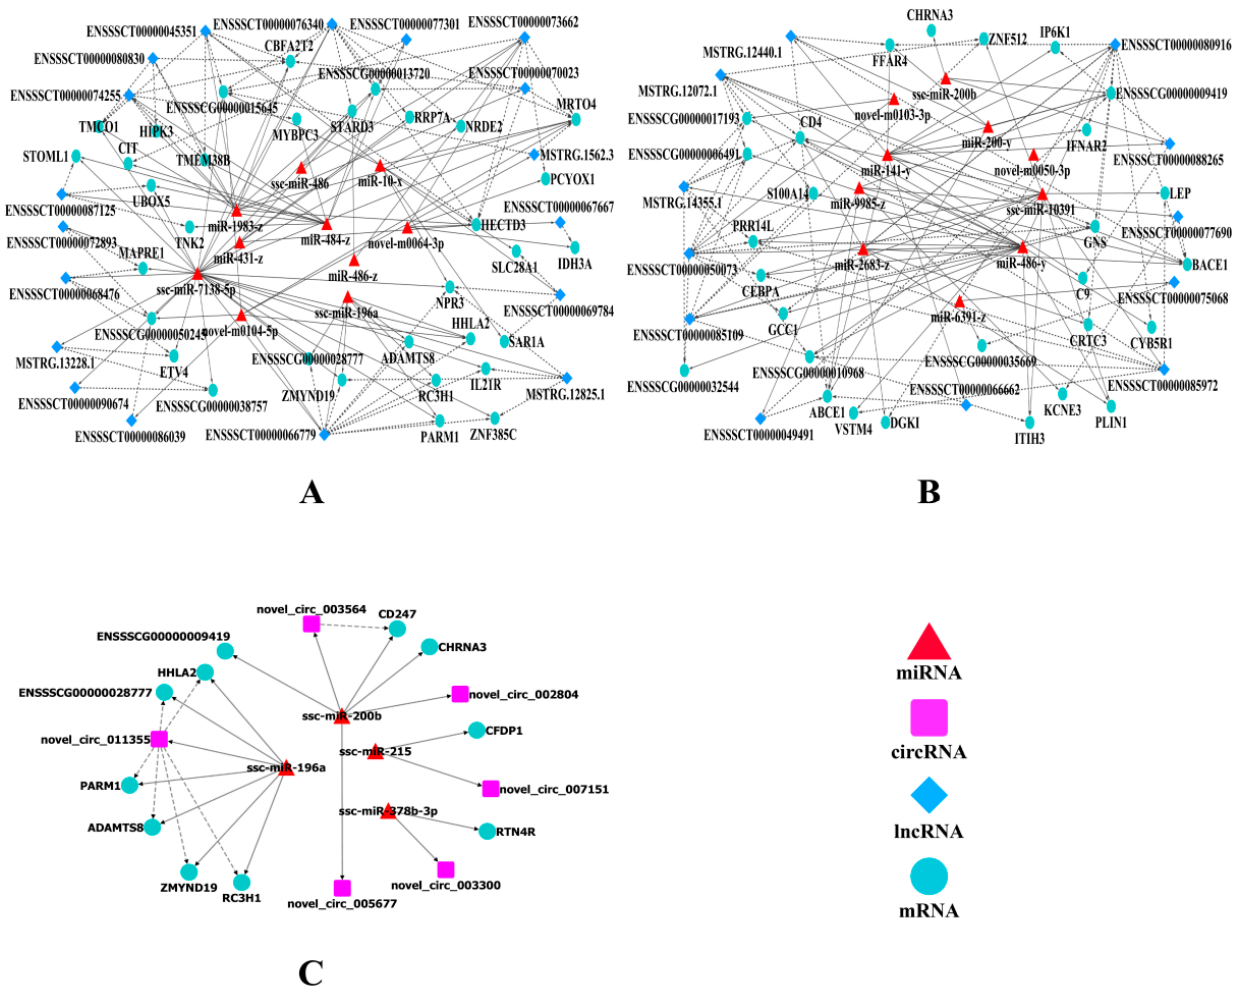 ENSSSCT00000076340
ENSSSCT00000077301
ENSSSCT00000073662
ENSSSCT00000045351
CBFA2T2
ENSSSCT00000080830
ENSSSCG00000013720
ENSSSCT00000070023
ENSSSCT00000074255
ENSSSCG00000015645
MRTO4
TMCO1
HIPK3
MYBPC3
STARD3
RRP7A
NRDE2
STOML1
CIT
TMEM38B
MSTRG.1562.3
ssc-miR-486
miR-10-x
PCYOX1
UBOX5
ENSSSCT00000087125
ENSSSCT00000067667
miR-1983-z
TNK2
miR-484-z
novel-m0064-3p
HECTD3
ENSSSCT00000072893
miR-431-z
MAPRE1
IDH3A
SLC28A1
miR-486-z
ssc-miR-7138-5p
ENSSSCT00000068476
NPR3
ssc-miR-196a
ENSSSCT00000069784
novel-m0104-5p
ENSSSCG00000050245
HHLA2
SAR1A
MSTRG.13228.1
ENSSSCG00000028777
ADAMTS8
ETV4
IL21R
ZMYND19
RC3H1
MSTRG.12825.1
ENSSSCT00000090674
ENSSSCG00000038757
ENSSSCT00000086039
ENSSSCT00000066779
PARM1
ZNF385C
A
CHRNA3
MSTRG.12440.1
ZNF512
IP6K1
ENSSSCT00000080916
FFAR4
MSTRG.12072.1
ssc-miR-200b
ENSSSCG00000009419
novel-m0103-3p
ENSSSCG00000017193
CD4
miR-200-y
IFNAR2
ENSSSCT00000088265
ENSSSCG00000006491
miR-141-y
novel-m0050-3p
S100A14
miR-9985-z
ssc-miR-10391
LEP
MSTRG.14355.1
PRR14L
GNS
ENSSSCT00000077690
miR-2683-z
miR-486-y
BACE1
ENSSSCT00000050073
CEBPA
C9
ENSSSCT00000075068
miR-6391-z
GCC1
ENSSSCT00000085109
CRTC3
CYB5R1
ENSSSCG00000035669
ENSSSCG00000010968
ENSSSCG00000032544
ENSSSCT00000085972
ENSSSCT00000066662
ABCE1
KCNE3
PLIN1
VSTM4
DGKI
ENSSSCT00000049491
ITIH3
B
novel_circ_003564
CD247
ENSSSCG00000009419
CHRNA3
HHLA2
ENSSSCG00000028777
novel_circ_002804
ssc-miR-200b
CFDP1
novel_circ_011355
ssc-miR-215
ssc-miR-196a
PARM1
novel_circ_007151
ssc-miR-378b-3p
ADAMTS8
RTN4R
ZMYND19
RC3H1
novel_circ_003300
novel_circ_005677
C
miRNA
circRNA
lncRNA
mRNA